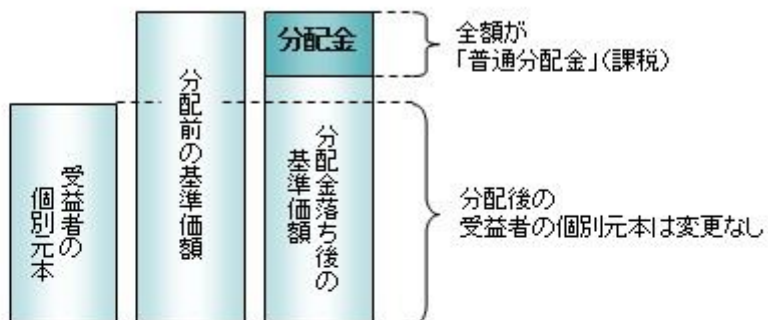 受益者の
個別元本
分配前の基準価額
分配金
分配金落ち後の
基準価額
全額が
「普通分配金」(課税)
分配後の
受益者の個別元本は変更なし